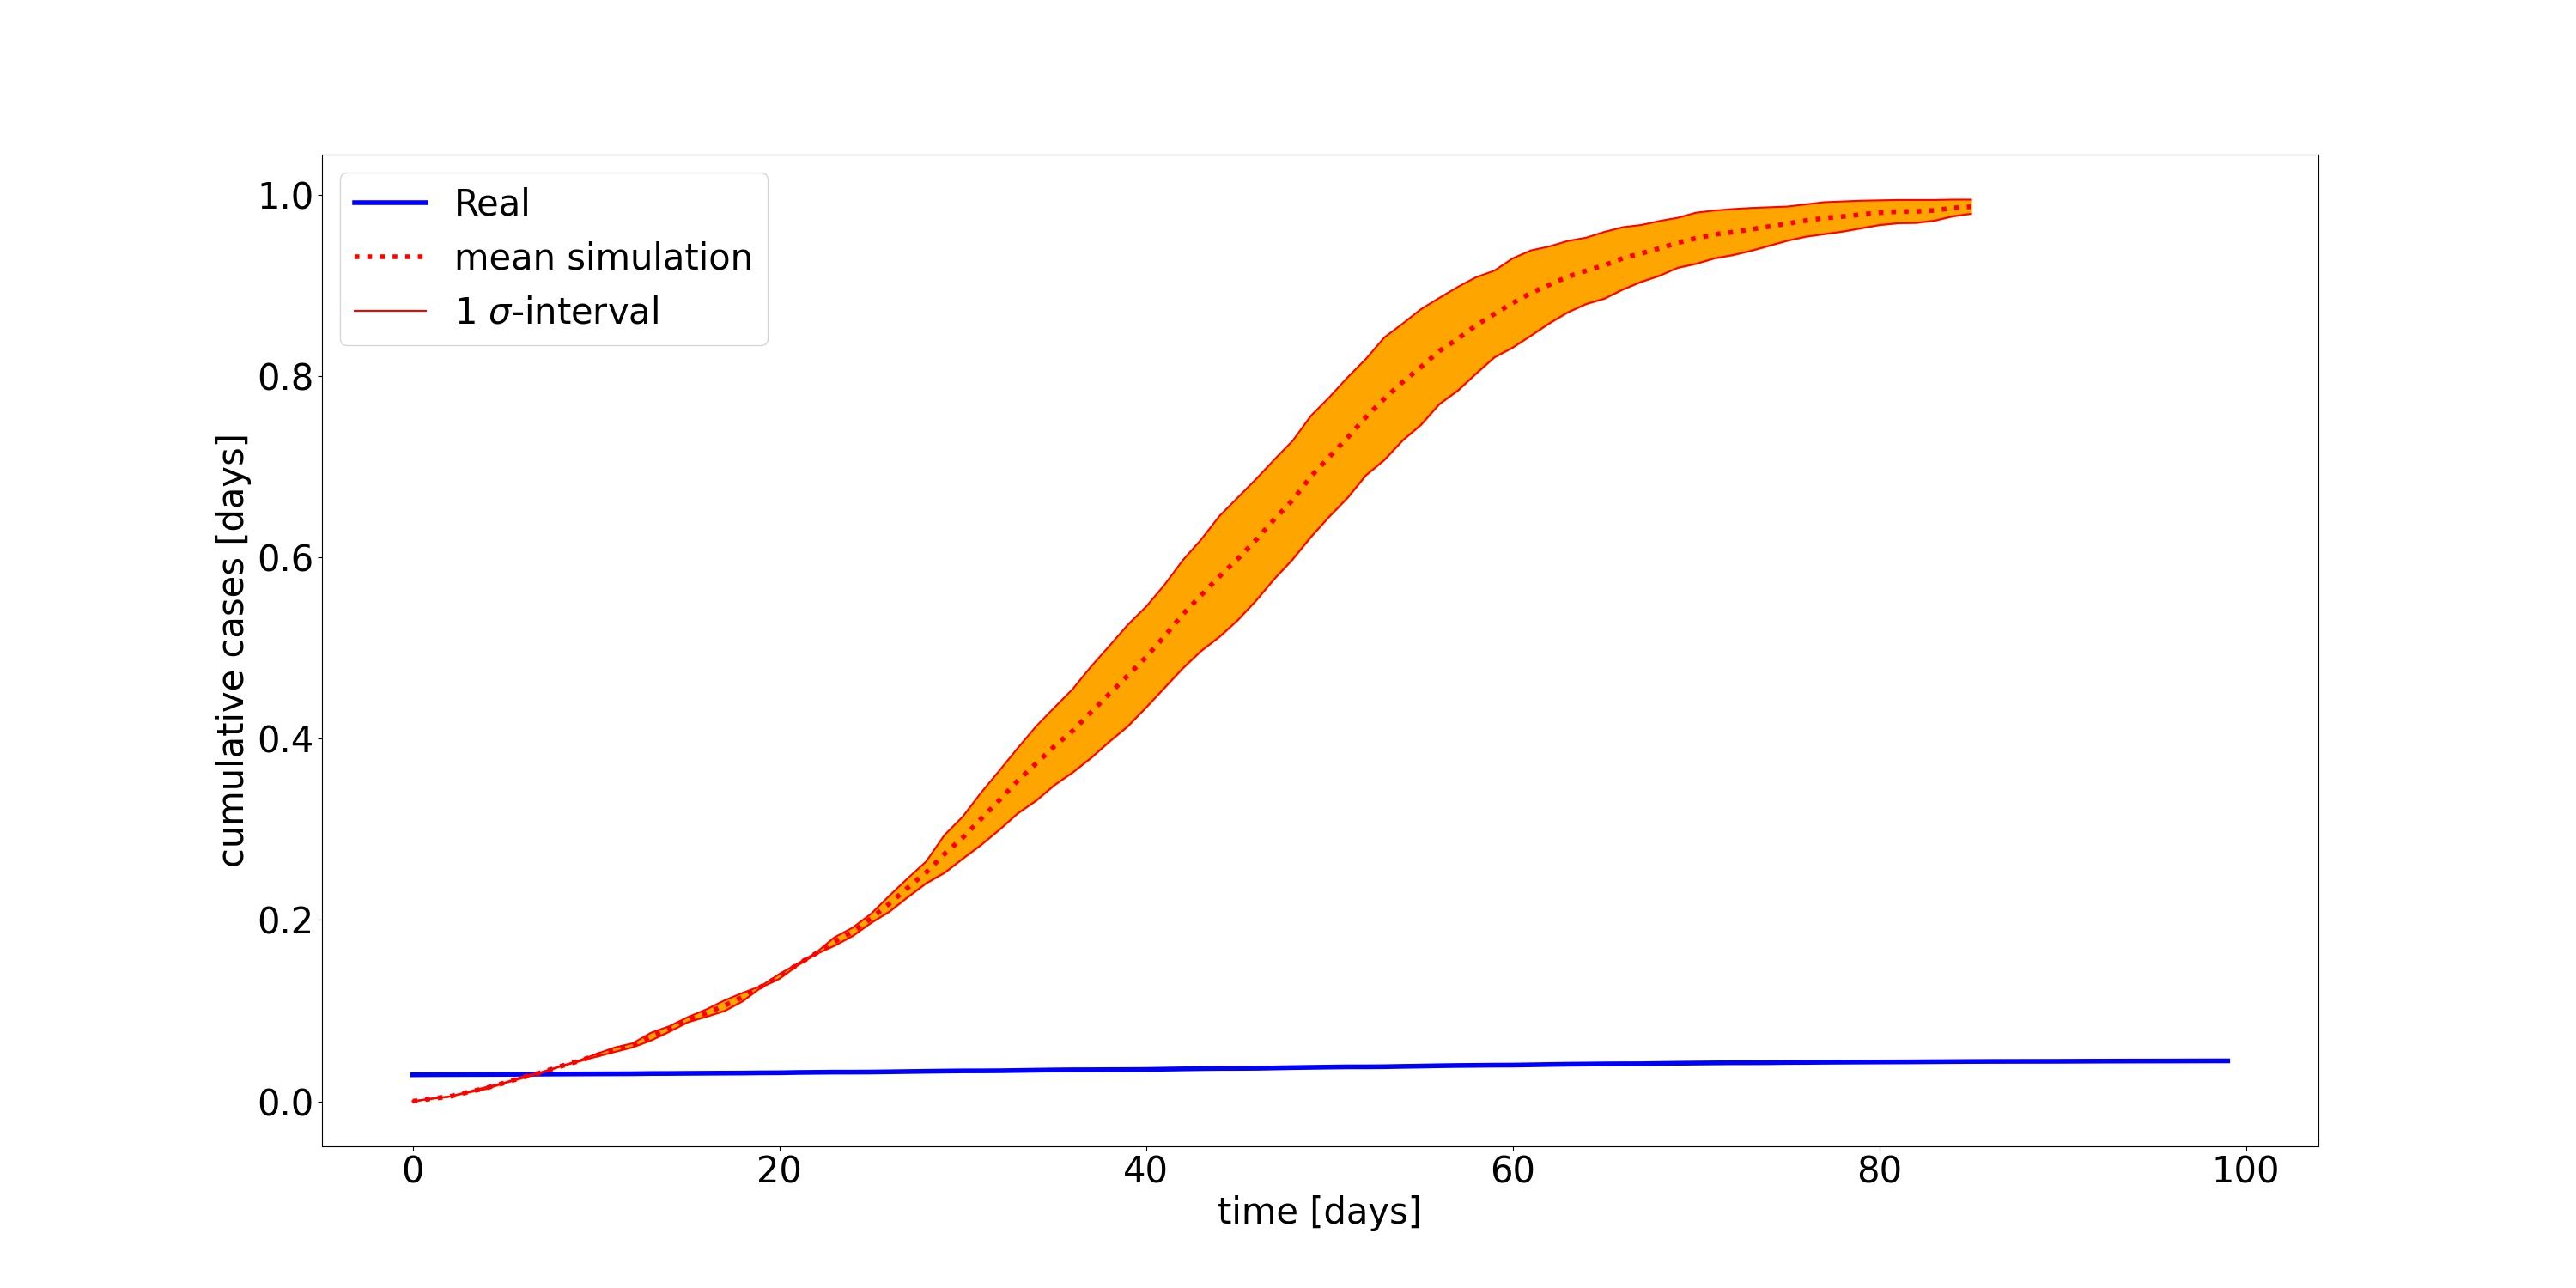 Real
mean simulation
1 σ-interval
1.0
0.8
0.6
0.4
0.2
0.0
cumulative cases [days]
0 20 40 60 80 100
time [days]